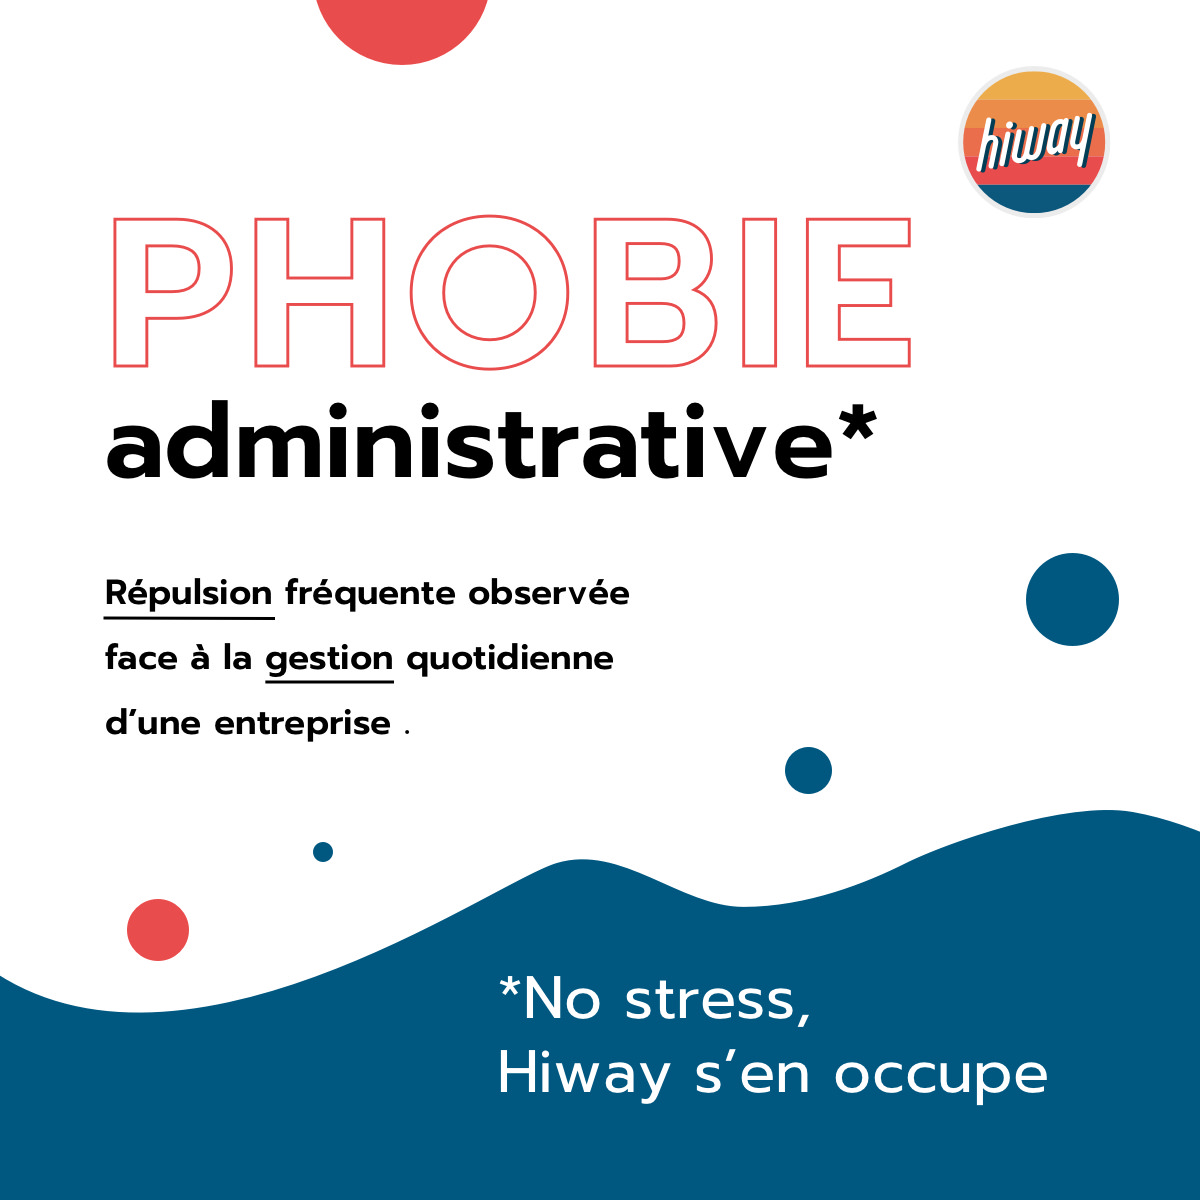 hiway
PHOBIE
administrative*
Répulsion fréquente observée
face à la gestion quotidienne
d’une entreprise .
*No stress,
Hiway s’en occupe